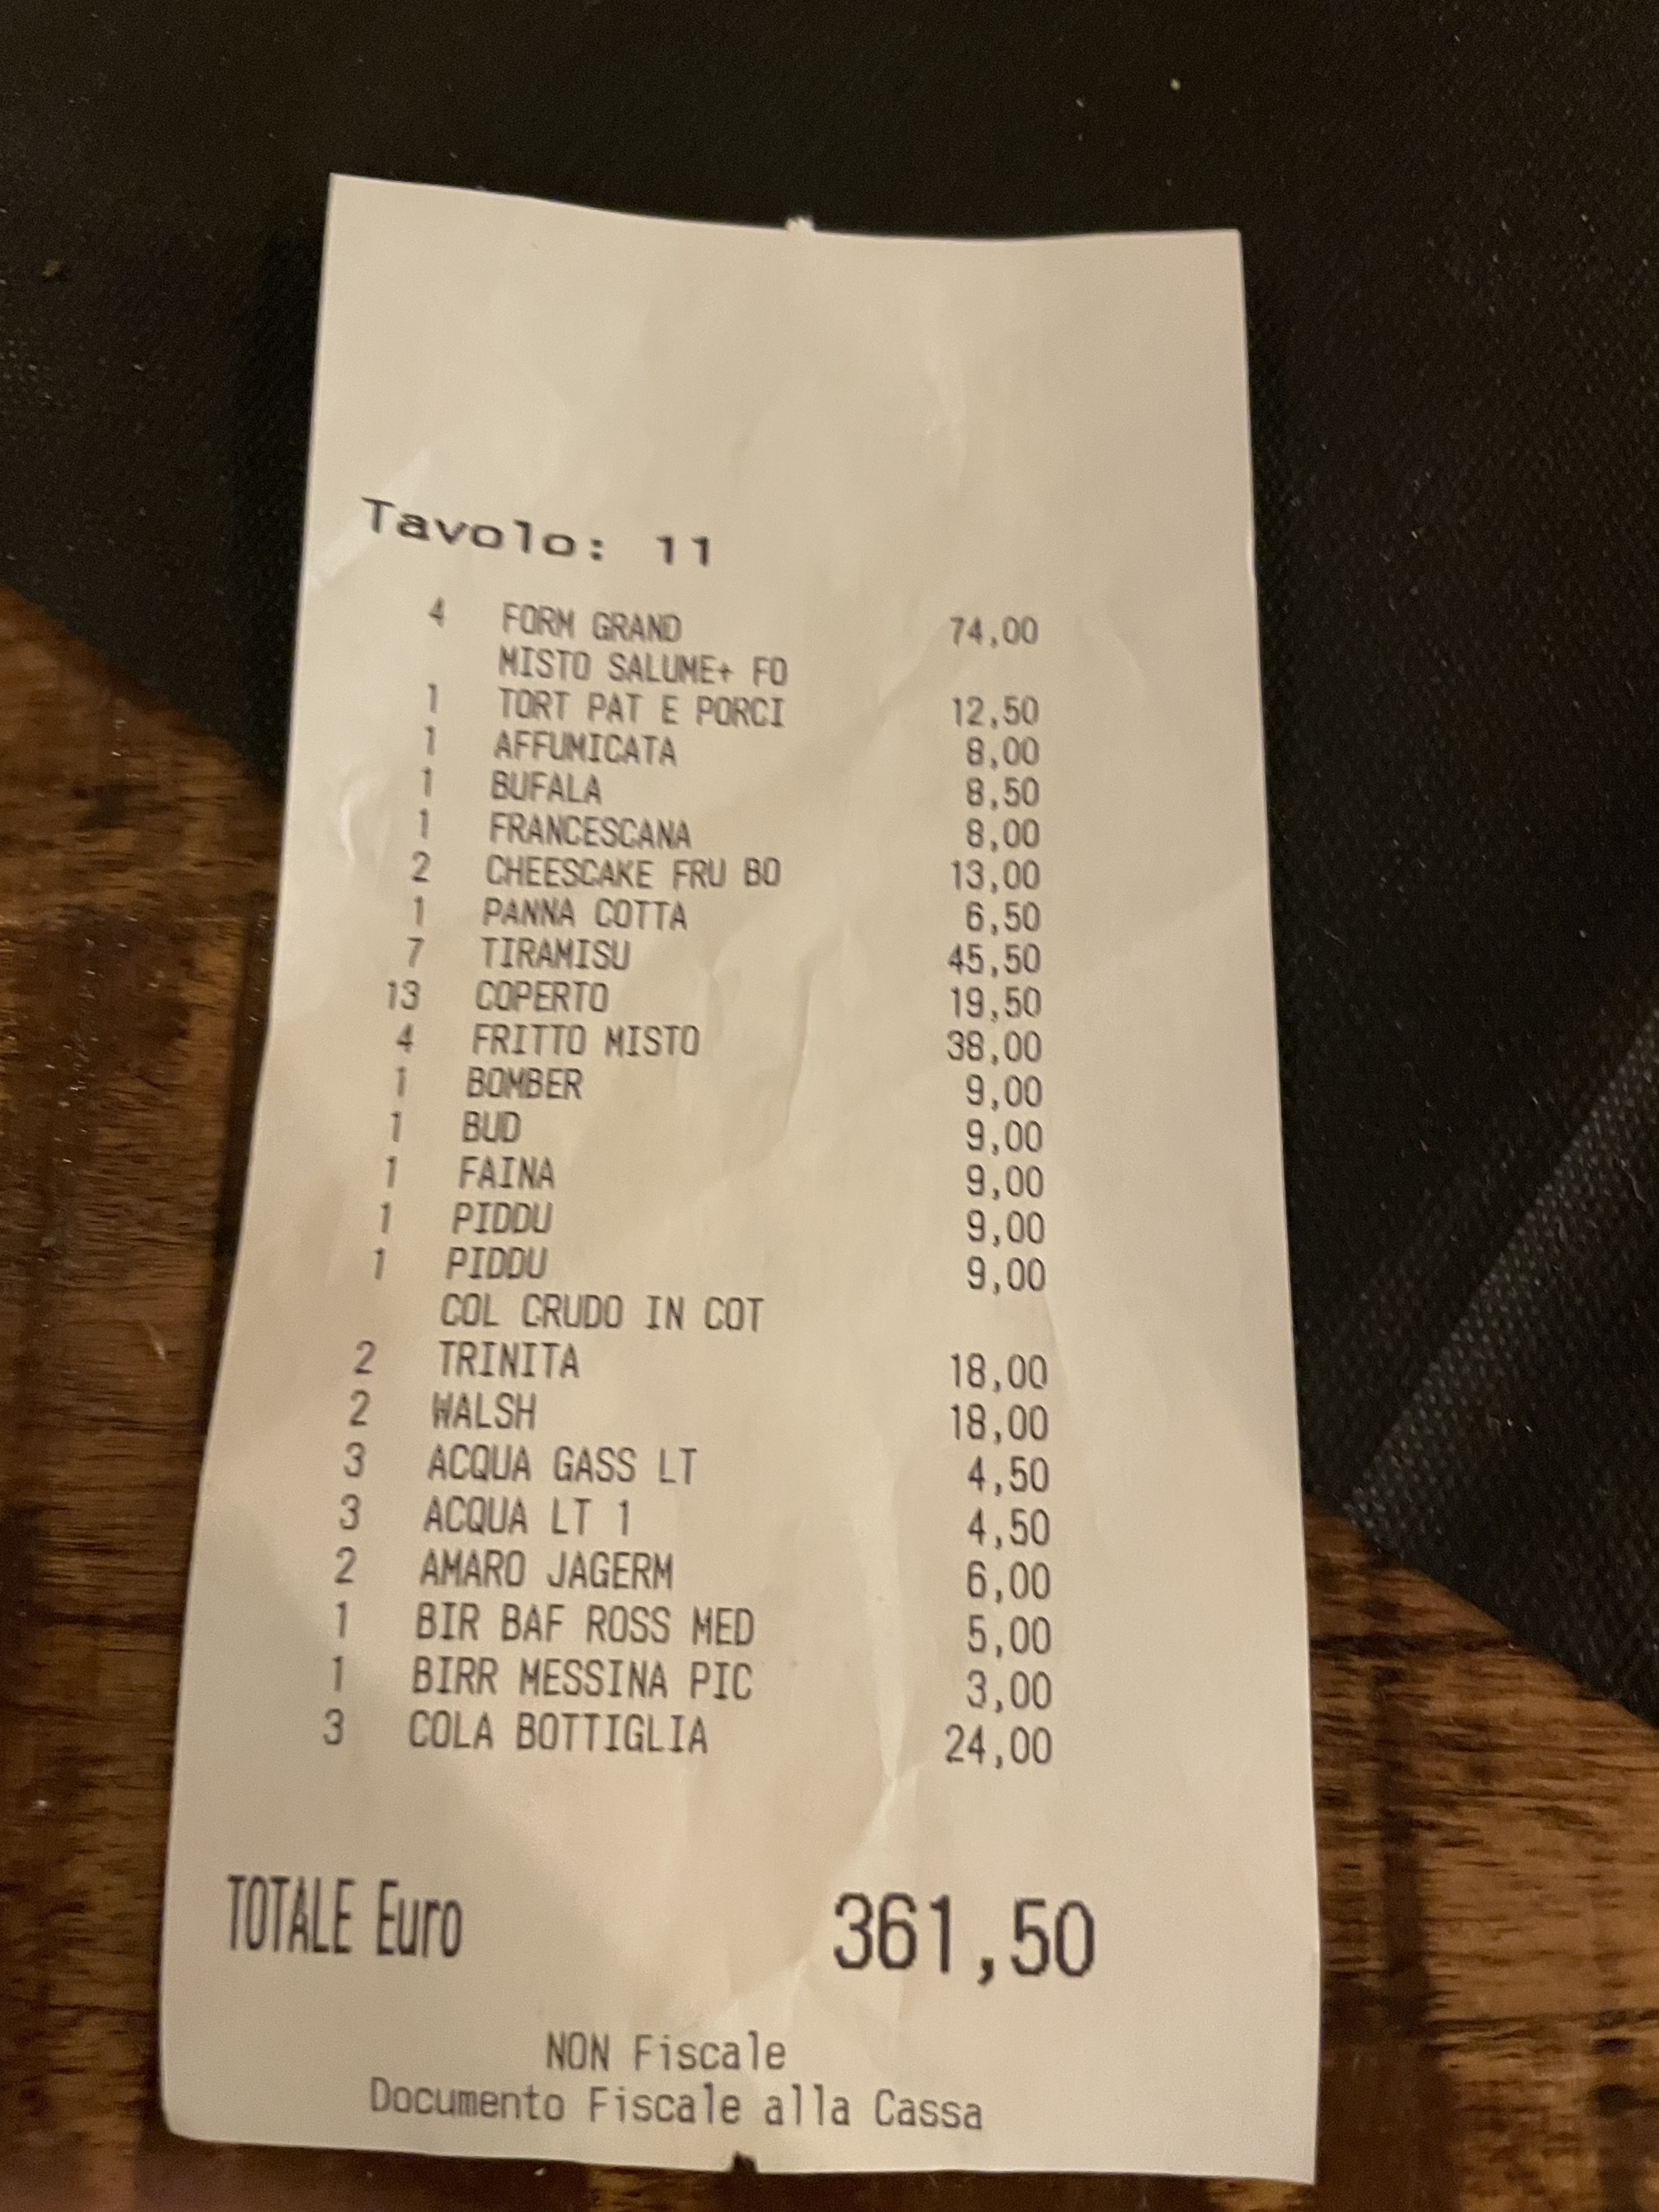 Tavolo: 11
4 FORM GRAND 74,00
MISTO SALUME+ FO
1 TORT PAT E PORCI 12,50
1 AFFUMICATA 8,00
1 BUFALA 8,50
1 FRANCESCANA 8,00
2 CHEESCAKE FRU BO 13,00
1 PANNA COTTA 6,50
7 TIRAMISU 45,50
13 COPERTO 19,50
4 FRITTO MISTO 38,00
1 BOMBER 9,00
1 BUD 9,00
1 FAINA 9,00
1 PIDDU 9,00
1 PIDDU 9,00
COL CRUDO IN COT
2 TRINITA 18,00
2 WALSH 18,00
3 ACQUA GASS LT 4,50
3 ACQUA LT 1 4,50
2 AMARO JAGERM 6,00
1 BIR BAF ROSS MED 5,00
1 BIRR MESSINA PIC 3,00
3 COLA BOTTIGLIA 24,00
TOTALE Euro 361,50
NON Fiscale
Documento Fiscale alla Cassa